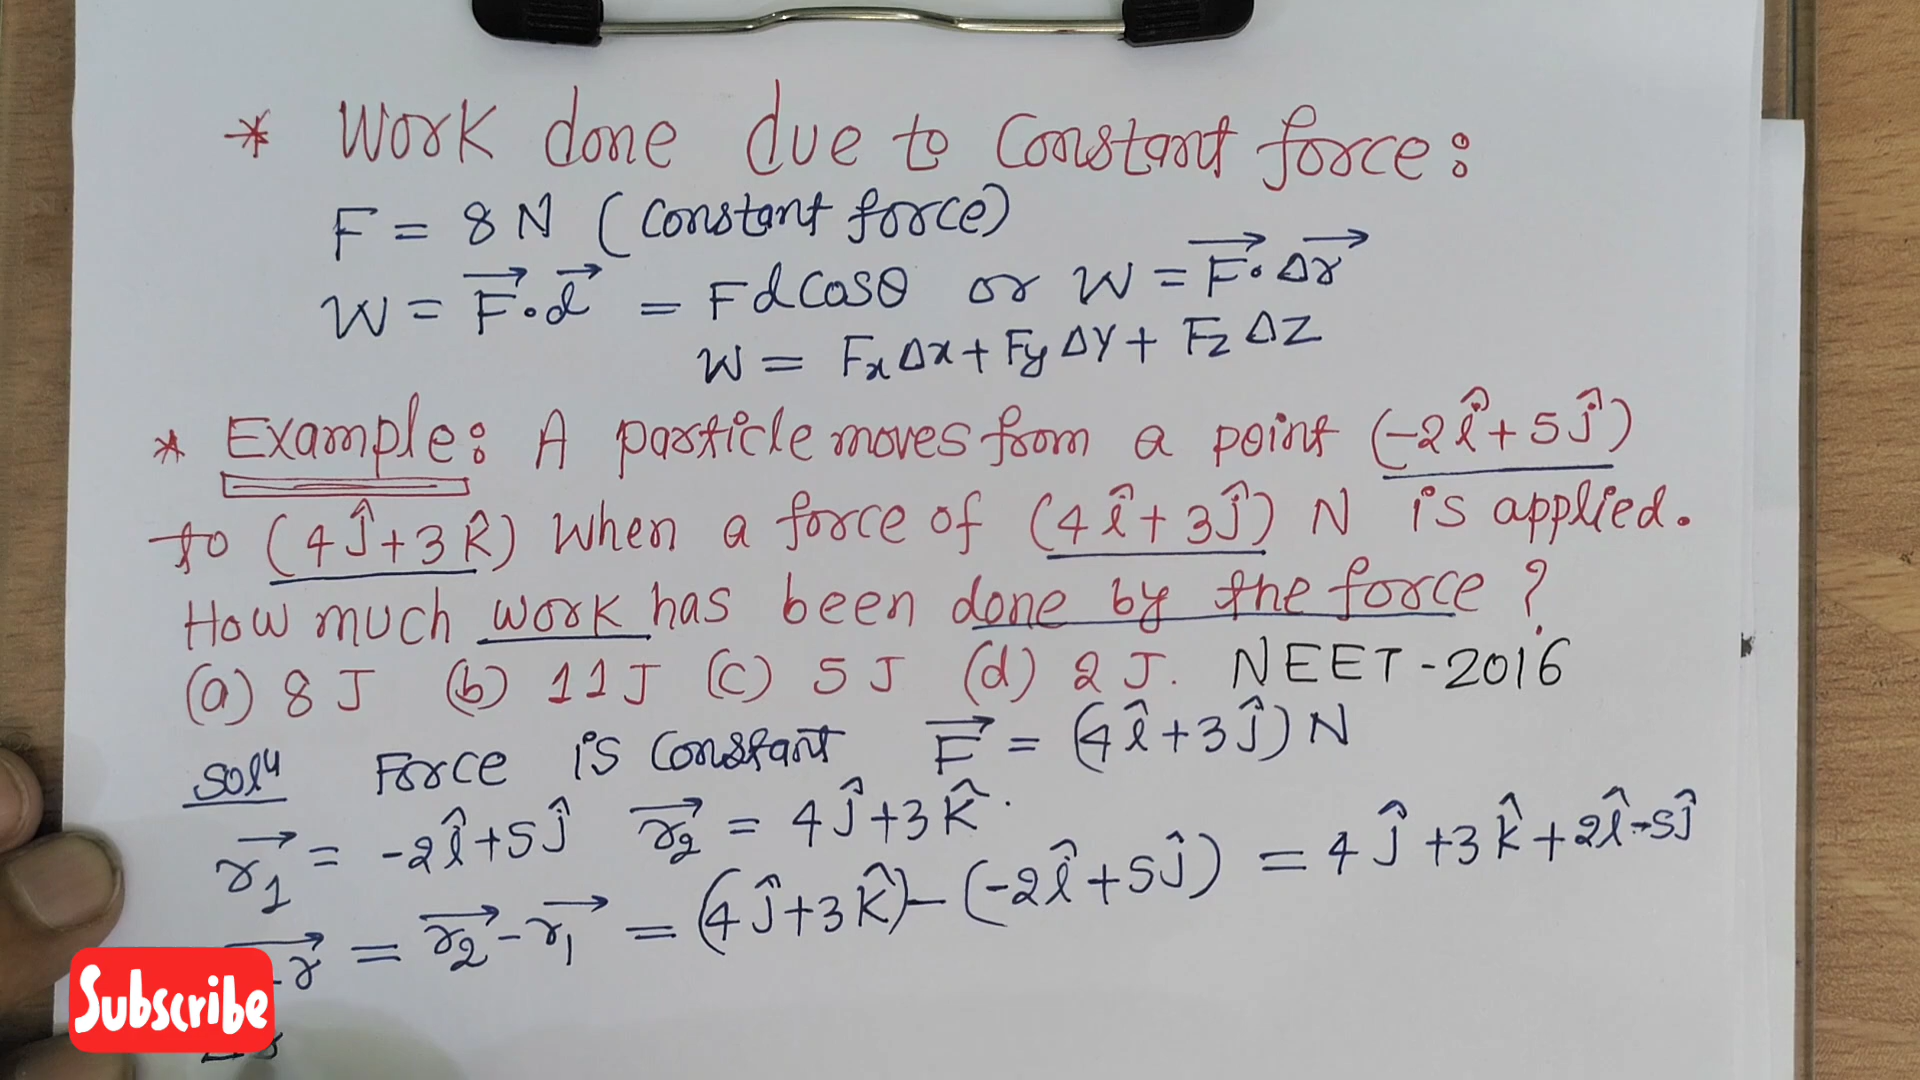 * Work done due to Constant force:
F = 8 N (Constant force)
W = F⃗.d⃗ = F d Cosθ or W = F⃗.Δr⃗
W = FxΔx + FyΔY + FzΔZ
* Example: A particle moves from a point (-2î + 5ĵ)
to (4ĵ + 3k̂) when a force of (4î + 3ĵ) N is applied.
How much work has been done by the force ?
(a) 8 J (b) 11 J (c) 5 J (d) 2 J. NEET - 2016
Solⁿ Force is Constant F⃗ = (4î + 3ĵ) N
r⃗1 = -2î + 5ĵ r⃗2 = 4ĵ + 3k̂.
r⃗ = r⃗2 - r⃗1 = (4ĵ + 3k̂) - (-2î + 5ĵ) = 4ĵ + 3k̂ + 2î - 5ĵ
Subscribe